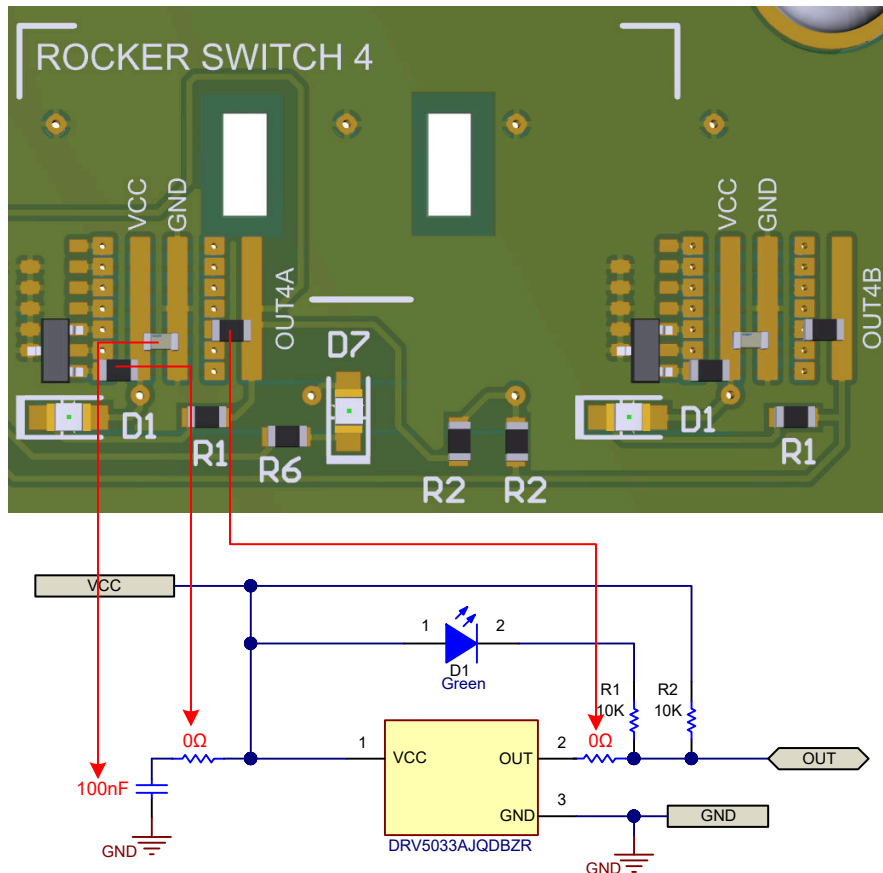 ROCKER SWITCH 4
VCC
GND
VCC
GND
OUT4A
OUT4B
D7
D1
R1
R6
R2
R2
D1
R1
VCC
1
2
D1
Green
R1
10K
R2
10K
0Ω
1
VCC
OUT
2
0Ω
OUT
100nF
GND
3
GND
GND
DRV5033AJQDBZR
GND